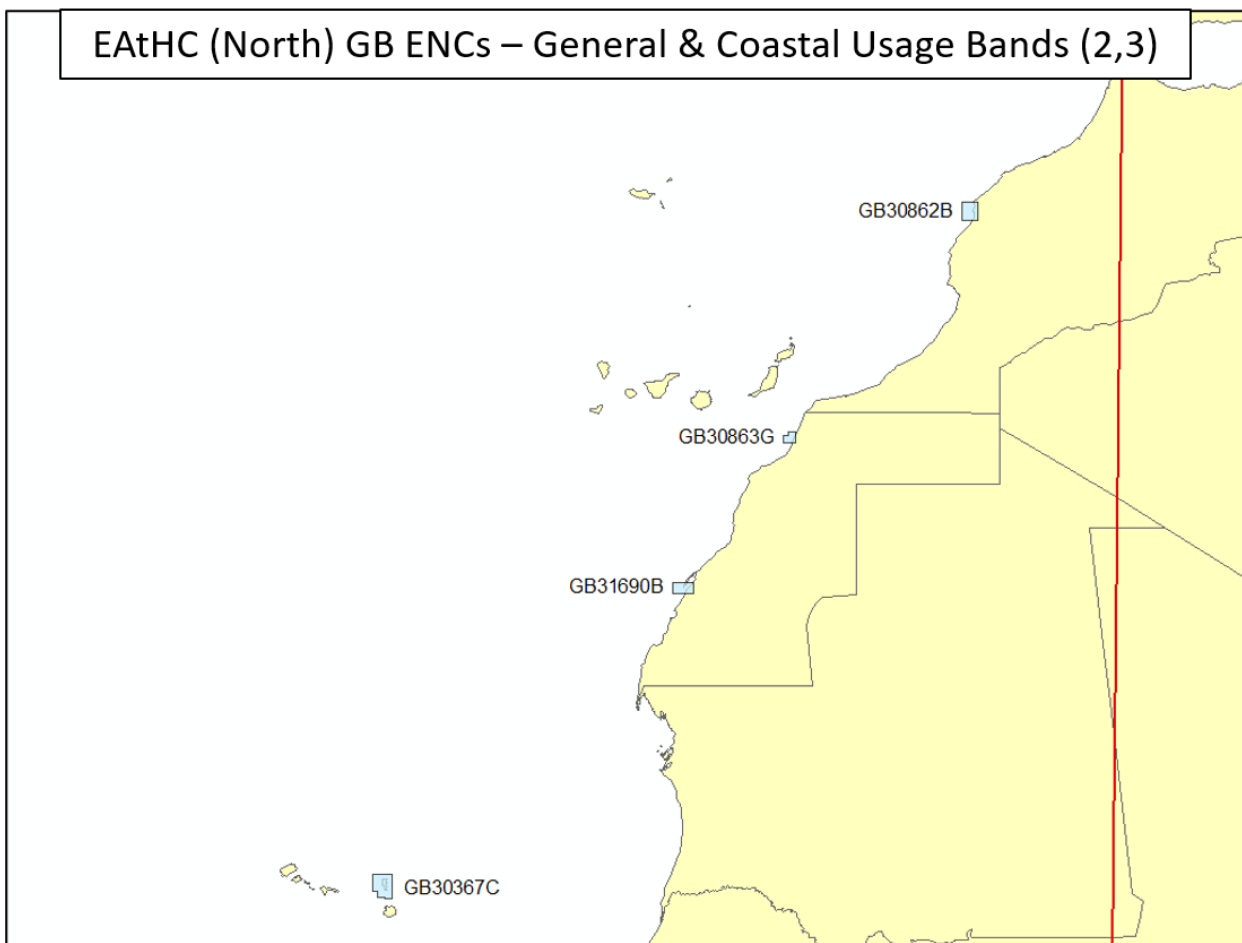 EAtHC (North) GB ENCs – General & Coastal Usage Bands (2,3)
GB30862B
GB30863G
GB31690B
GB30367C